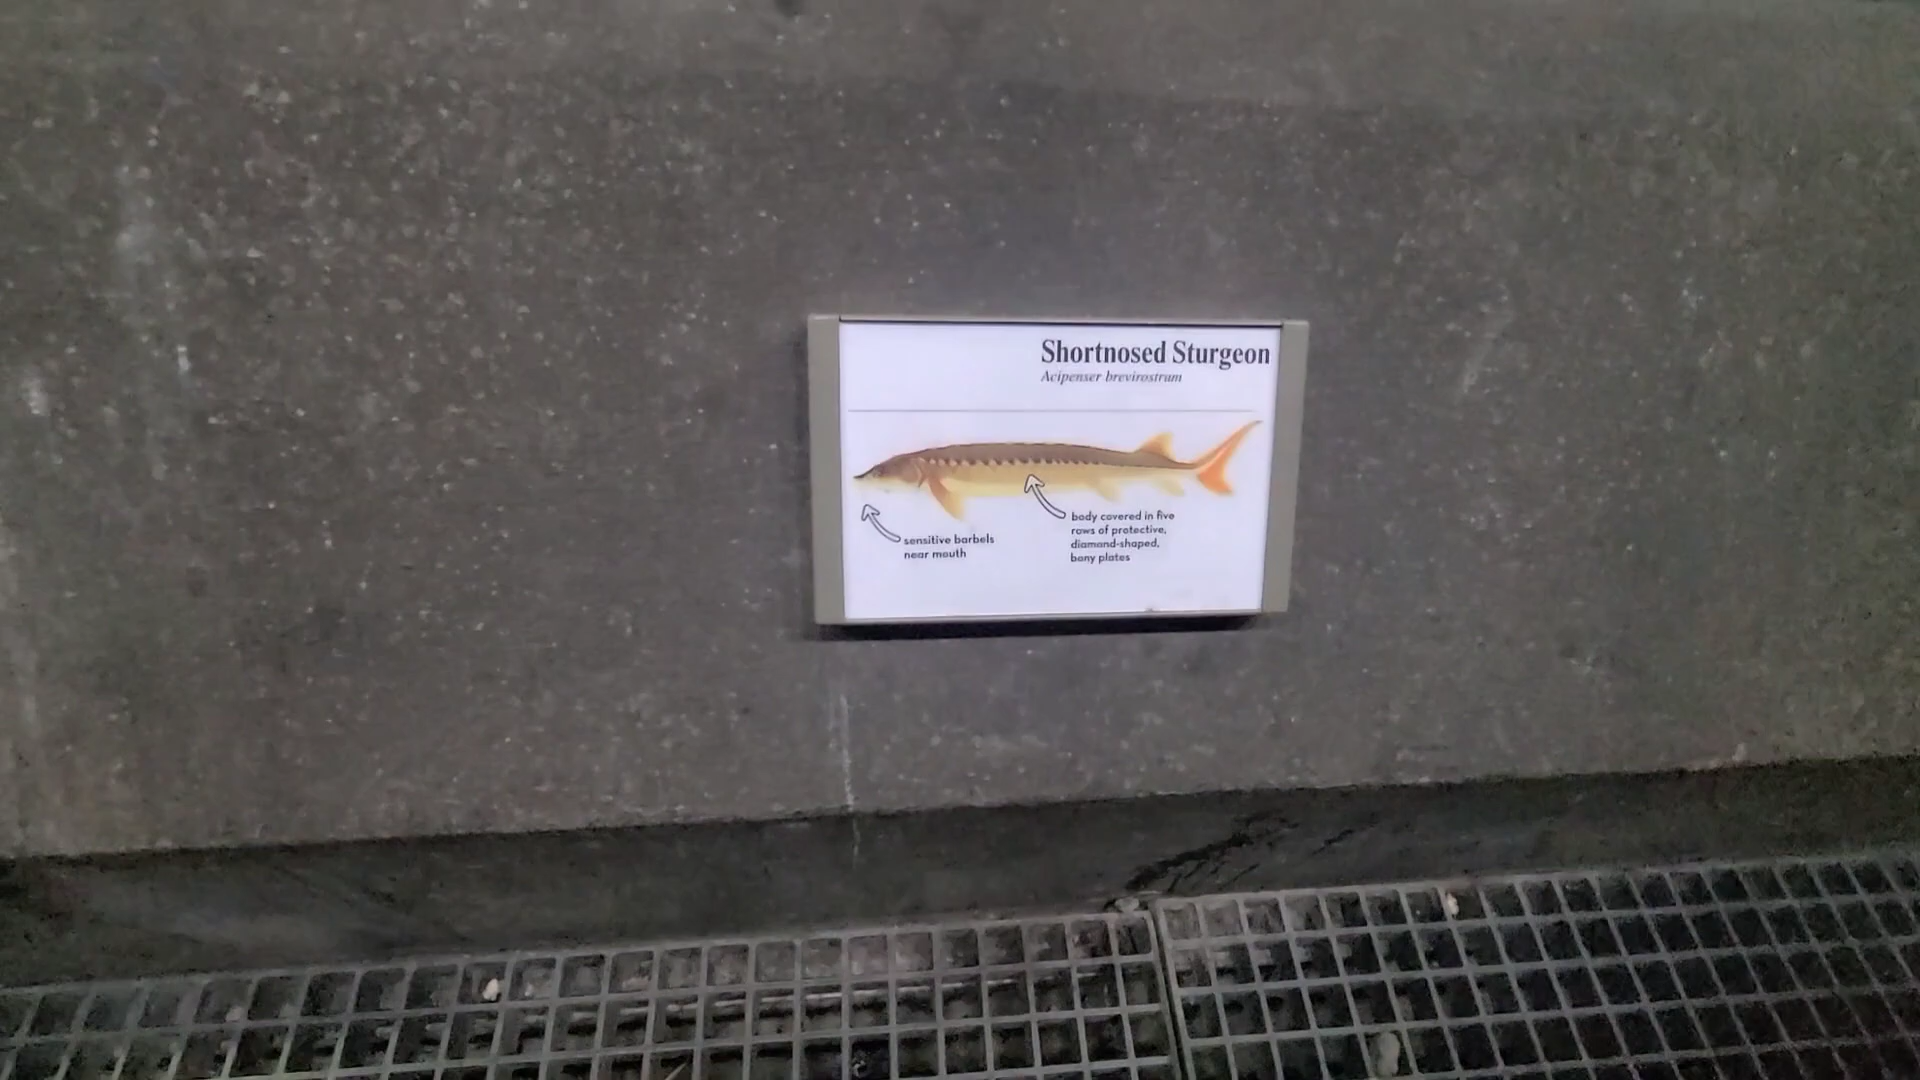 Shortnosed Sturgeon
Acipenser brevirostrum
sensitive barbels
near mouth
body covered in five
rows of protective,
diamond-shaped,
bony plates